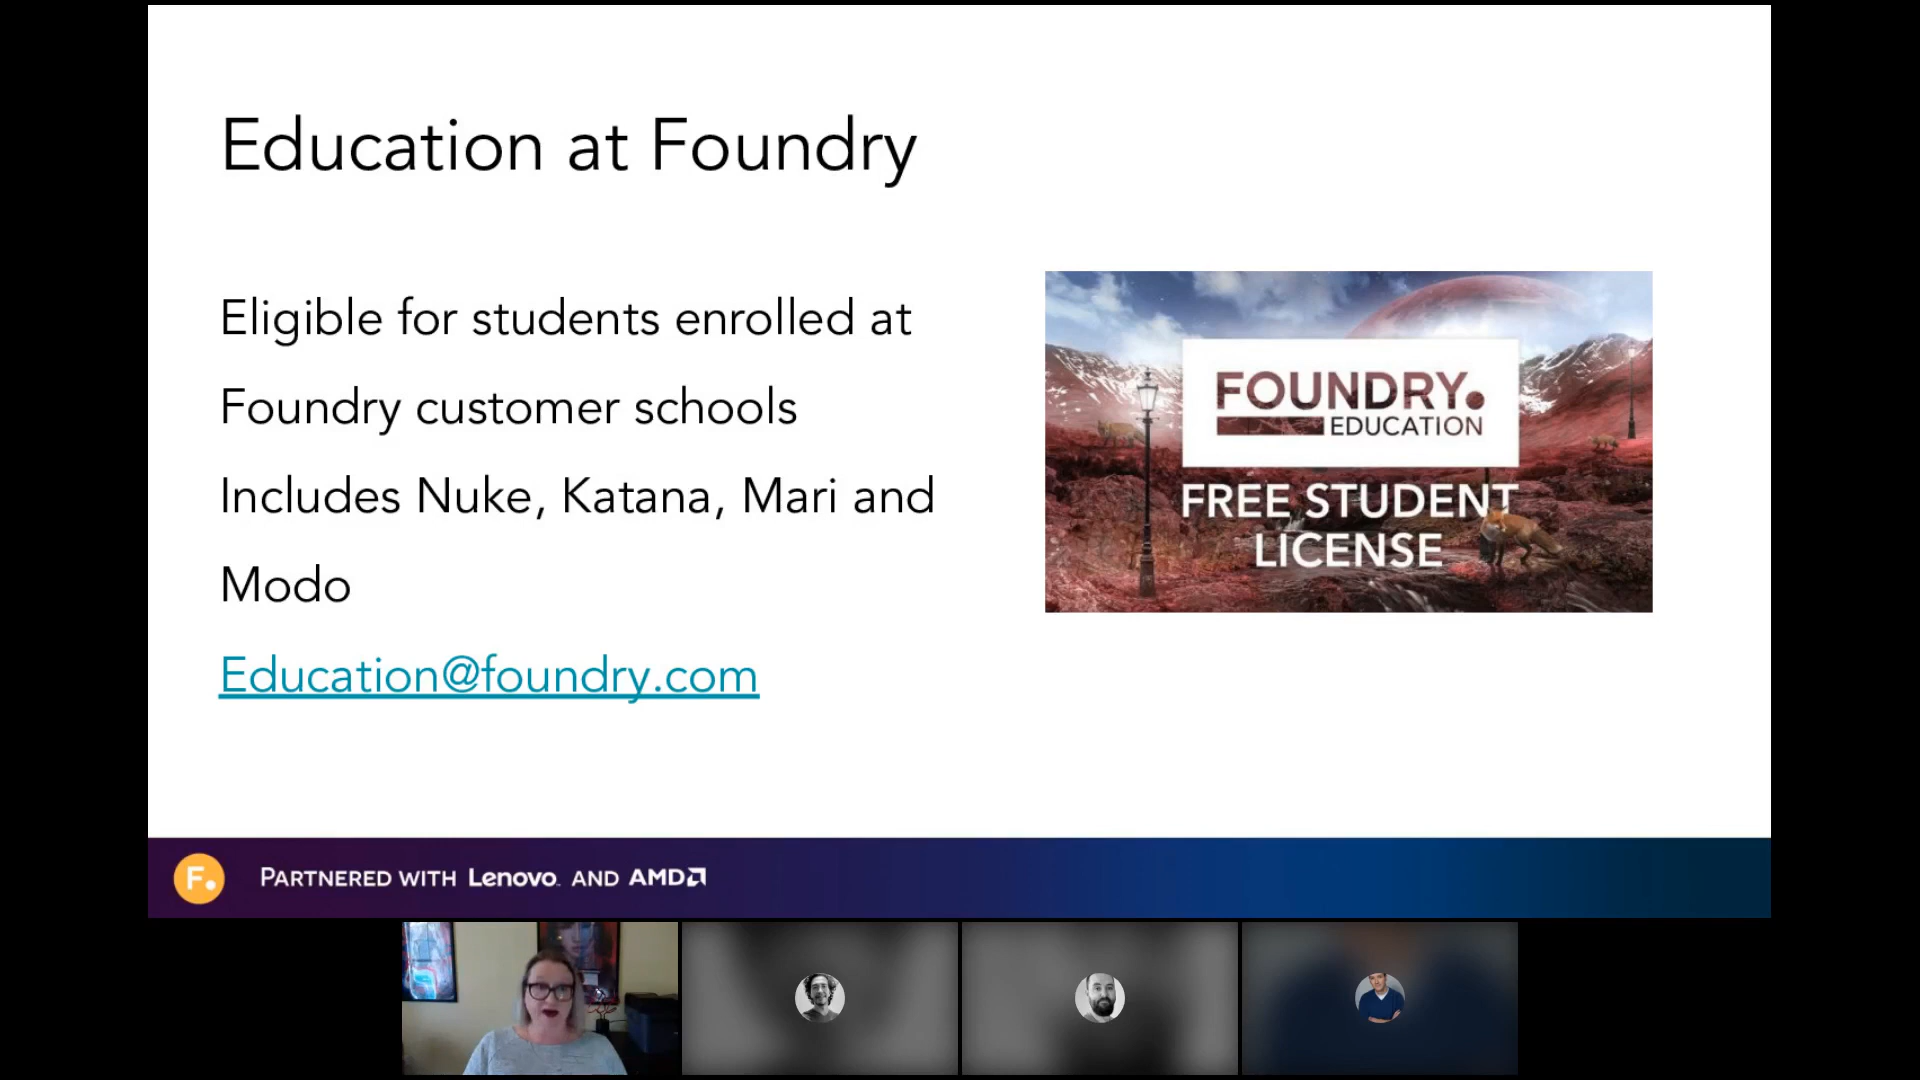 Education at Foundry
Eligible for students enrolled at
Foundry customer schools
Includes Nuke, Katana, Mari and
Modo
Education@foundry.com
FOUNDRY.
EDUCATION
FREE STUDENT
LICENSE
F. PARTNERED WITH Lenovo. AND AMD